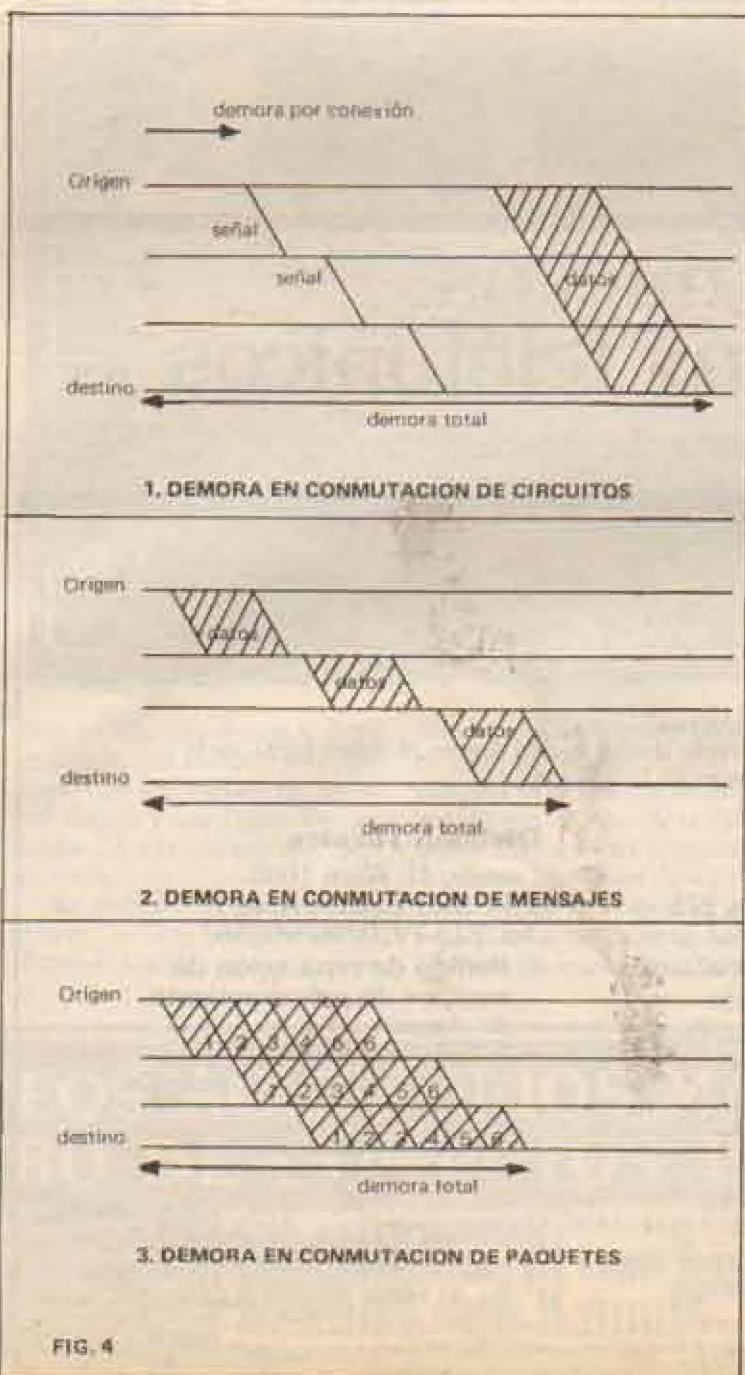 demora por conexión
Origen
señal
señal
datos
destino
demora total
1. DEMORA EN CONMUTACION DE CIRCUITOS
Origen
datos
datos
datos
destino
demora total
2. DEMORA EN CONMUTACION DE MENSAJES
Origen
1 2 3 4 5 6
1 2 3 4 5 6
1 2 3 4 5 6
destino
demora total
3. DEMORA EN CONMUTACION DE PAQUETES
FIG. 4